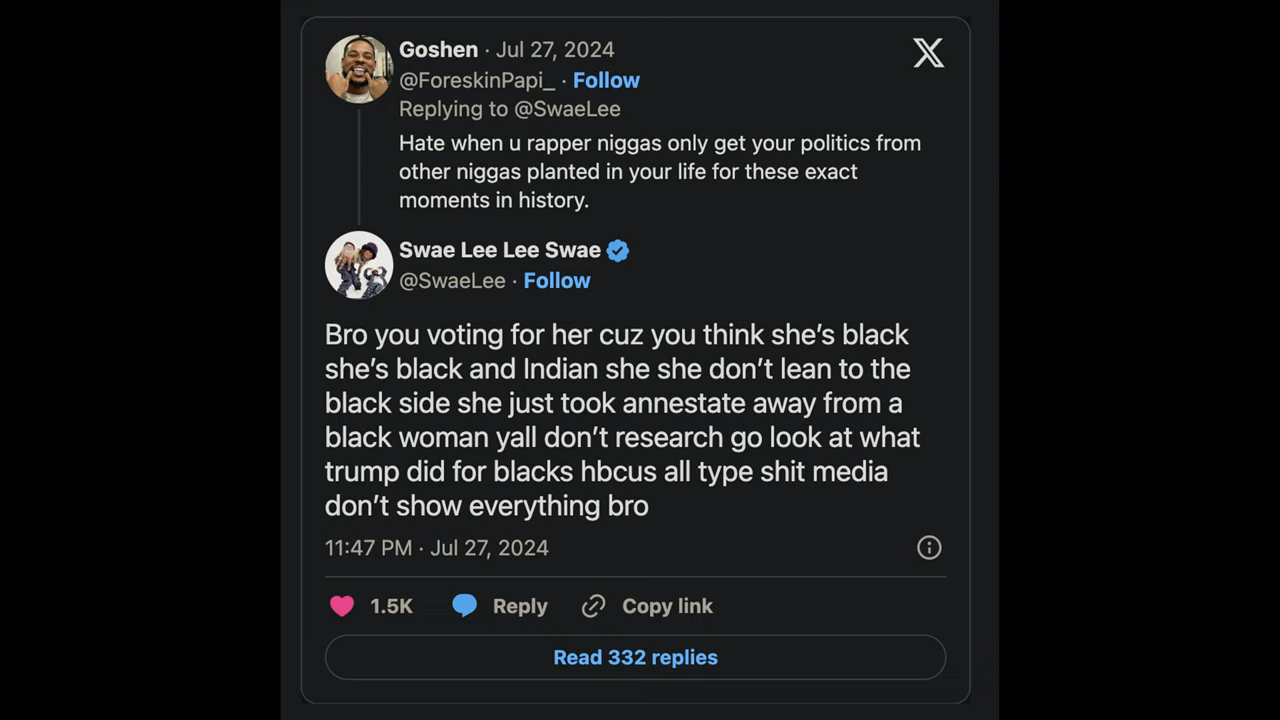 Goshen · Jul 27, 2024
@ForeskinPapi_ · Follow
Replying to @SwaeLee
Hate when u rapper niggas only get your politics from
other niggas planted in your life for these exact
moments in history.
Swae Lee Lee Swae
@SwaeLee · Follow
Bro you voting for her cuz you think she’s black
she’s black and Indian she she don’t lean to the
black side she just took annestate away from a
black woman yall don’t research go look at what
trump did for blacks hbcus all type shit media
don’t show everything bro
11:47 PM · Jul 27, 2024
1.5K Reply Copy link
Read 332 replies